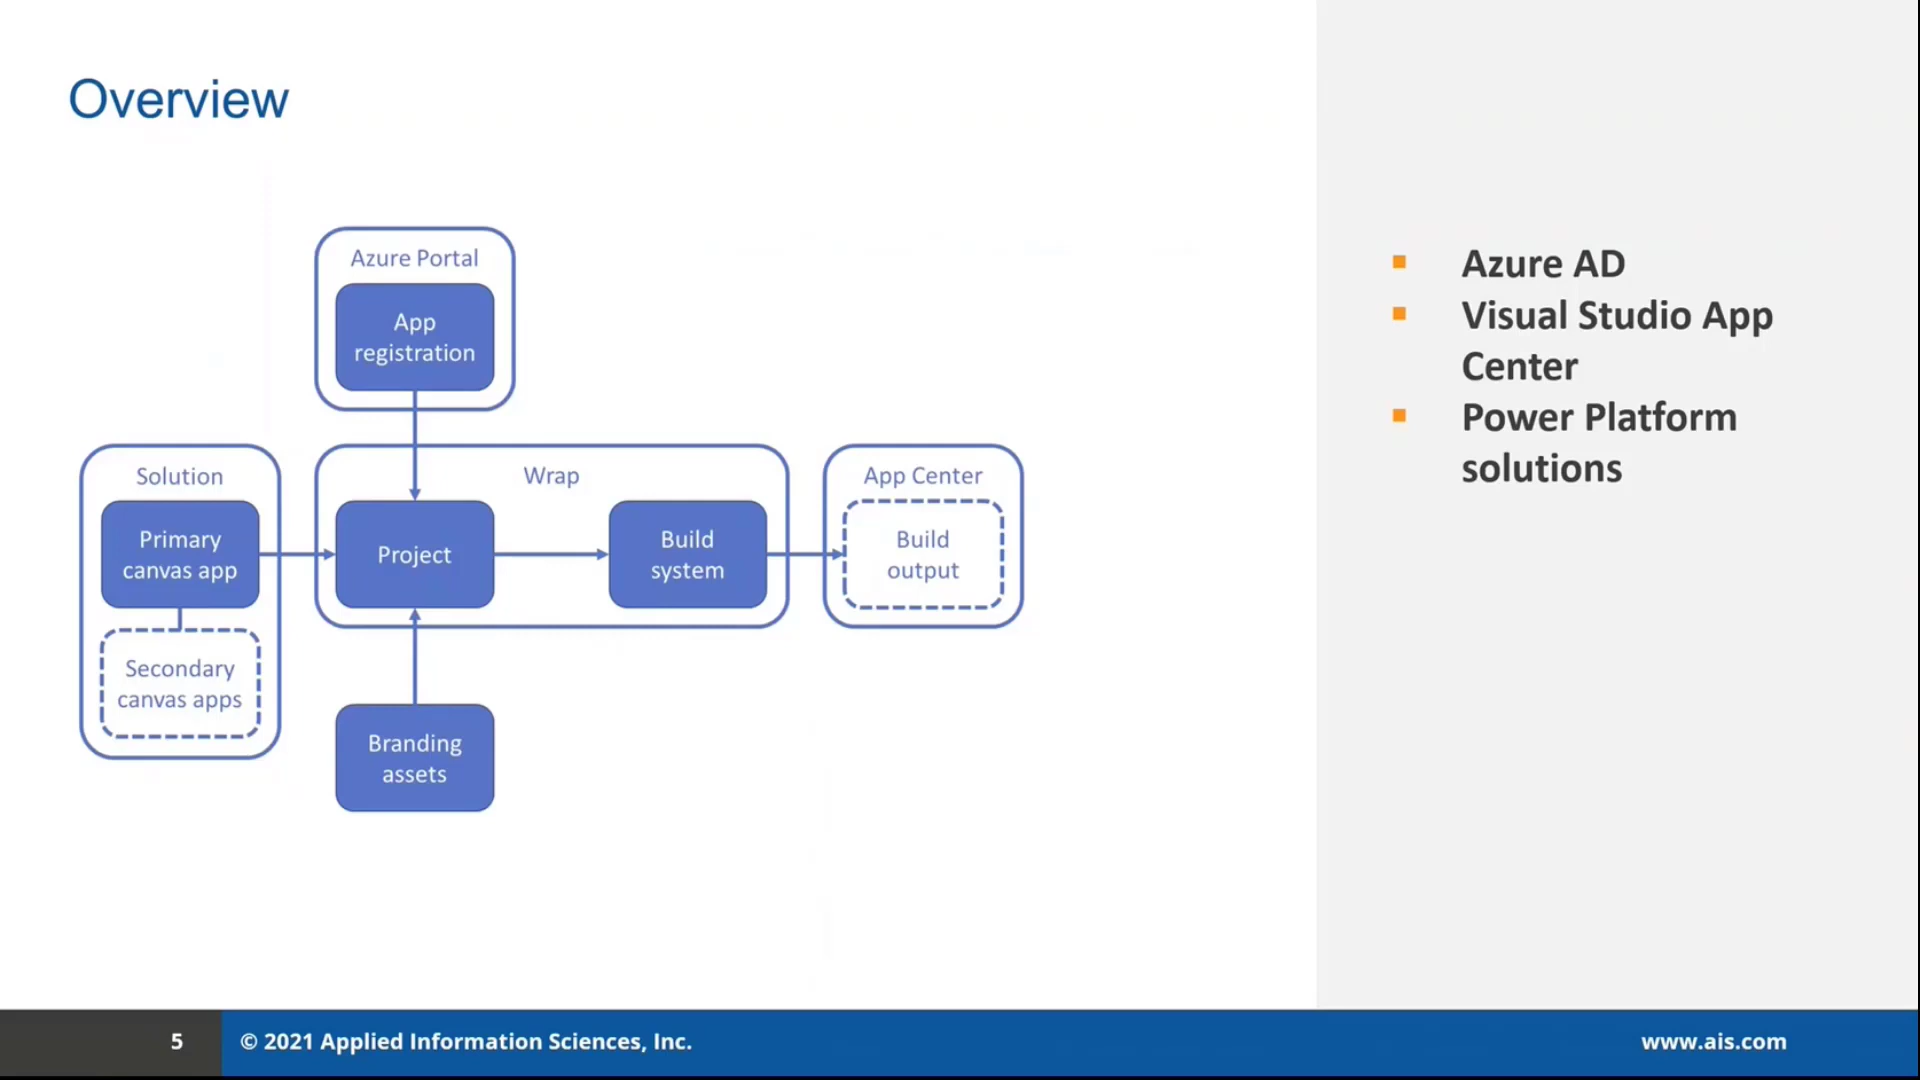 Overview
Azure Portal
App
registration
Solution
Primary
canvas app
Secondary
canvas apps
Wrap
Project
Build
system
App Center
Build
output
Branding
assets
Azure AD
Visual Studio App
Center
Power Platform
solutions
5
© 2021 Applied Information Sciences, Inc.
www.ais.com